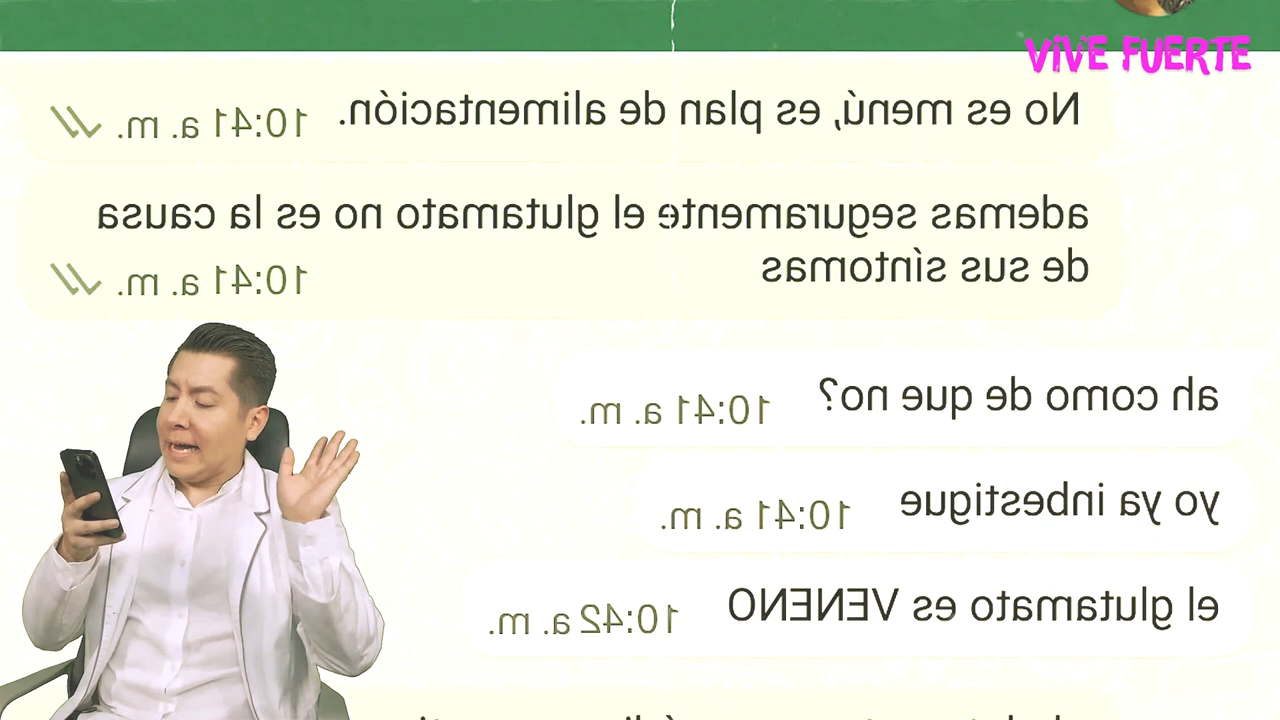 VIVE FUERTE
No es menú, es plan de alimentación. 10:41 a. m.
ademas seguramente el glutamato no es la causa
de sus síntomas 10:41 a. m.
ah como de que no? 10:41 a. m.
yo ya inbestigue 10:41 a. m.
el glutamato es VENENO 10:42 a. m.